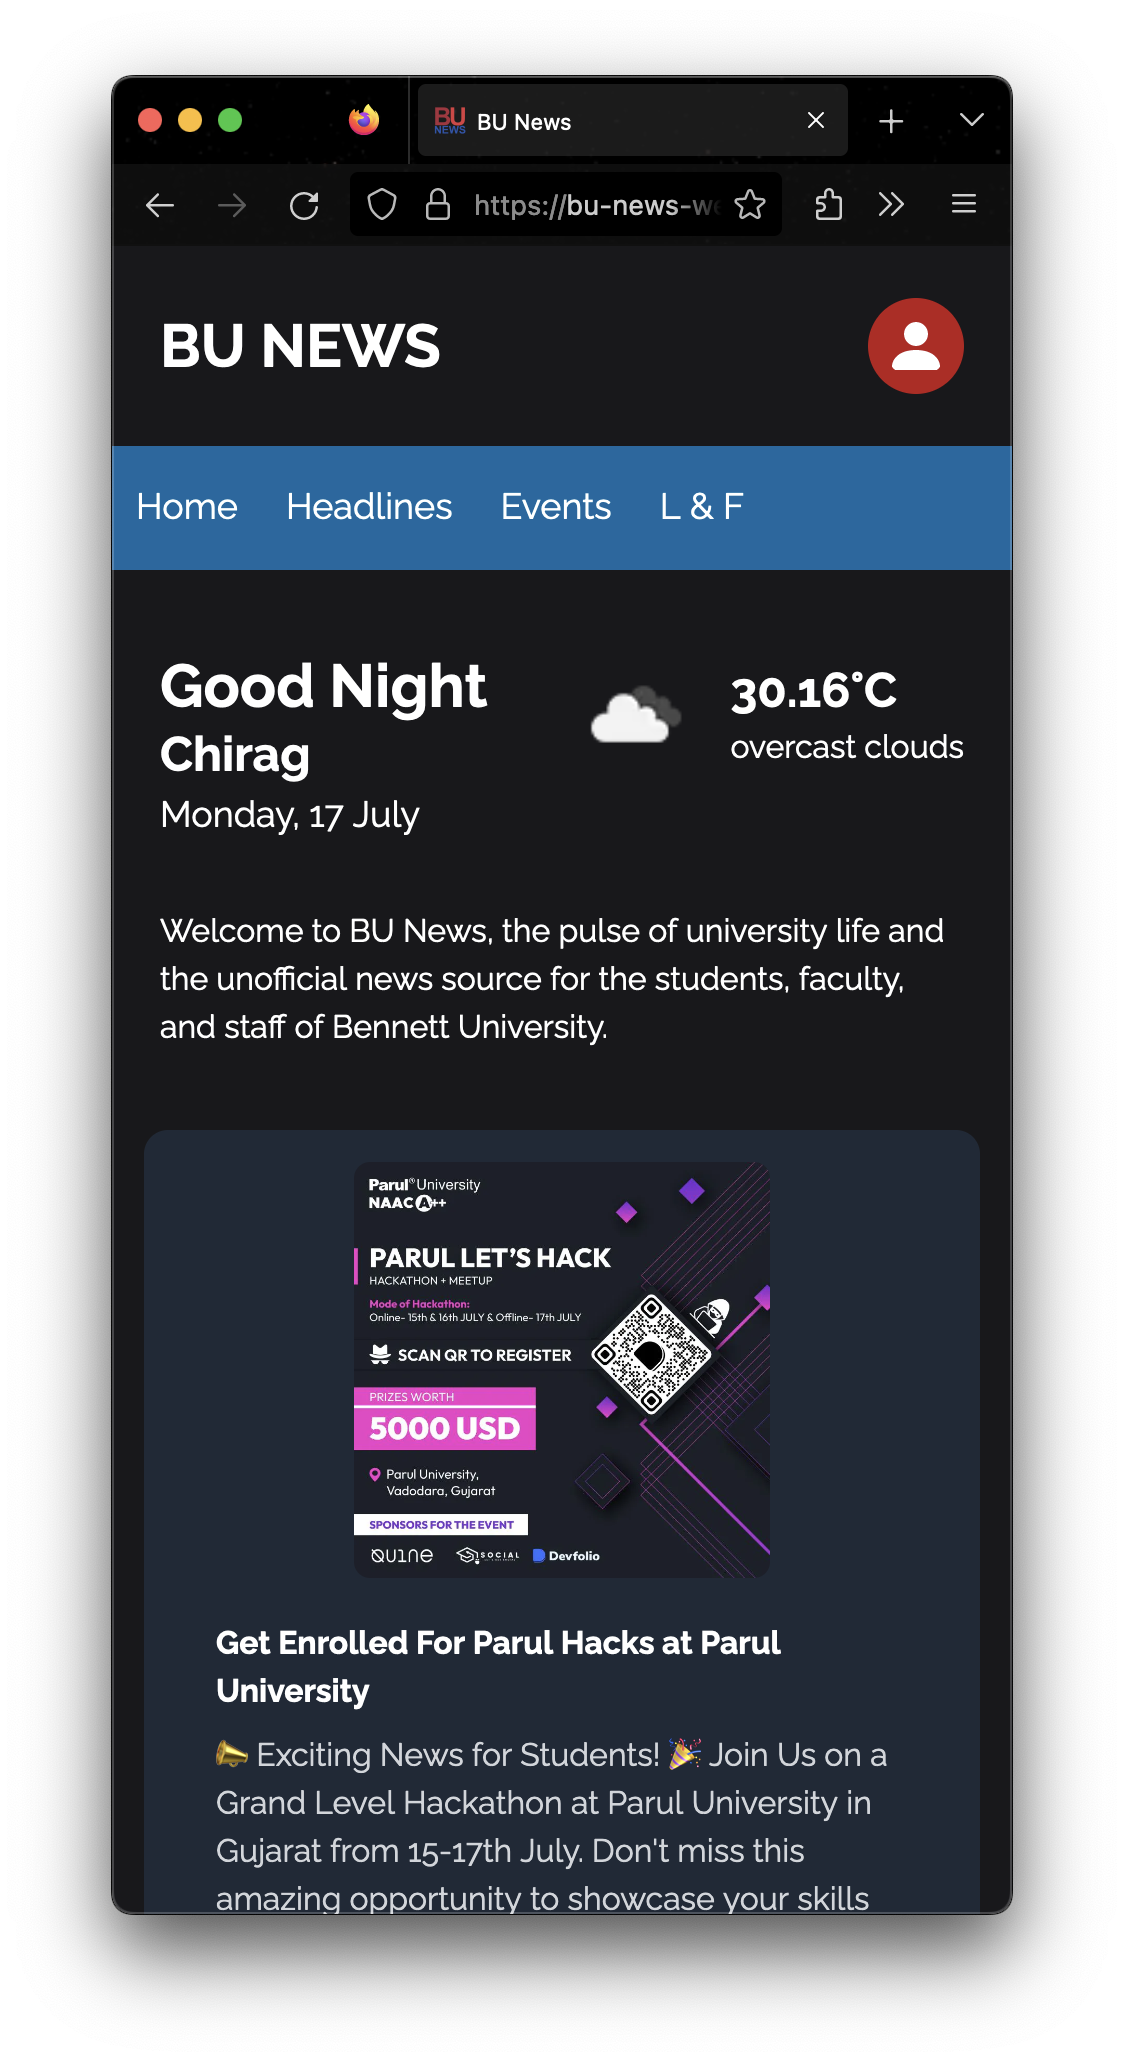 BU NEWS BU News
https://bu-news-we
BU NEWS
Home Headlines Events L & F
Good Night
Chirag
Monday, 17 July
30.16°C
overcast clouds
Welcome to BU News, the pulse of university life and
the unofficial news source for the students, faculty,
and staff of Bennett University.
Parul® University
NAAC A++
PARUL LET'S HACK
HACKATHON + MEETUP
Mode of Hackathon:
Online- 15th & 16th JULY & Offline- 17th JULY
SCAN QR TO REGISTER
PRIZES WORTH
5000 USD
Parul University,
Vadodara, Gujarat
SPONSORS FOR THE EVENT
QUINE SOCIAL Devfolio
Get Enrolled For Parul Hacks at Parul
University
📣 Exciting News for Students! 🎉 Join Us on a
Grand Level Hackathon at Parul University in
Gujarat from 15-17th July. Don't miss this
amazing opportunity to showcase your skills